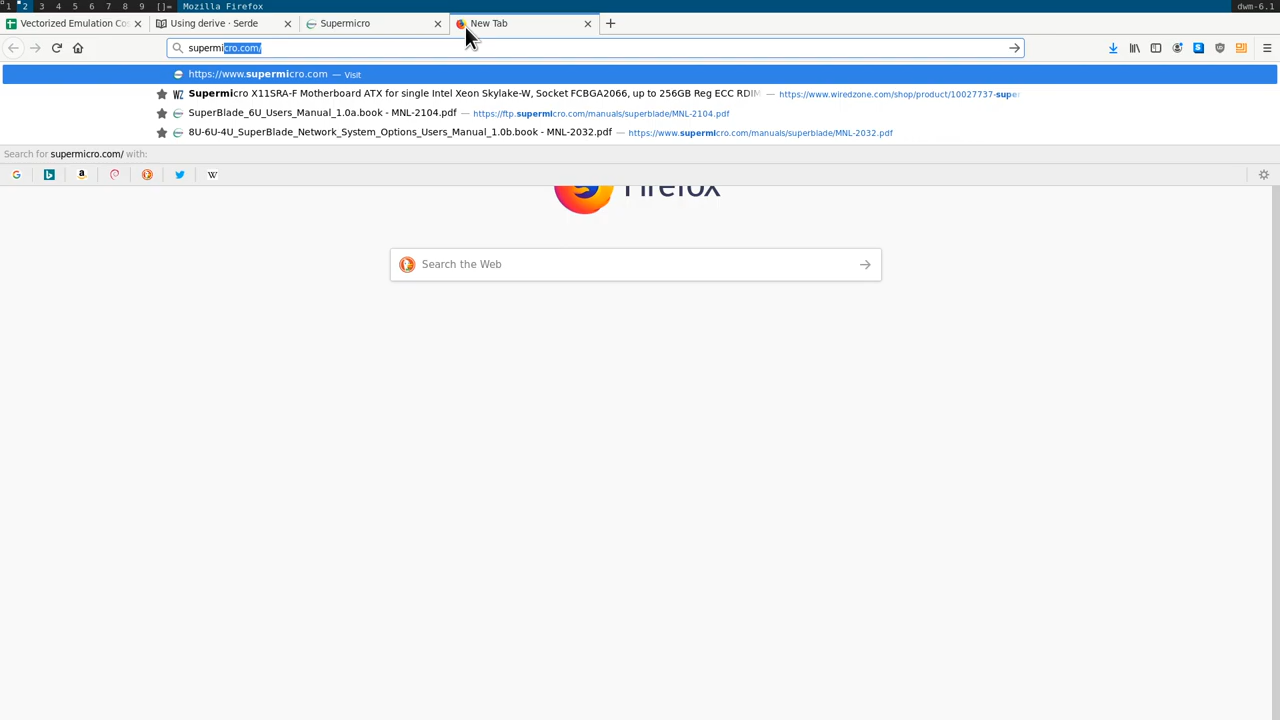 1 2 3 4 5 6 7 8 9 []= Mozilla Firefox dwm-6.1
Vectorized Emulation Cos Using derive · Serde Supermicro New Tab
supermicro.com/
https://www.supermicro.com — Visit
Supermicro X11SRA-F Motherboard ATX for single Intel Xeon Skylake-W, Socket FCBGA2066, up to 256GB Reg ECC RDIM — https://www.wiredzone.com/shop/product/10027737-supe
SuperBlade_6U_Users_Manual_1.0a.book - MNL-2104.pdf — https://ftp.supermicro.com/manuals/superblade/MNL-2104.pdf
8U-6U-4U_SuperBlade_Network_System_Options_Users_Manual_1.0b.book - MNL-2032.pdf — https://www.supermicro.com/manuals/superblade/MNL-2032.pdf
Search for supermicro.com/ with:
Firefox
Search the Web